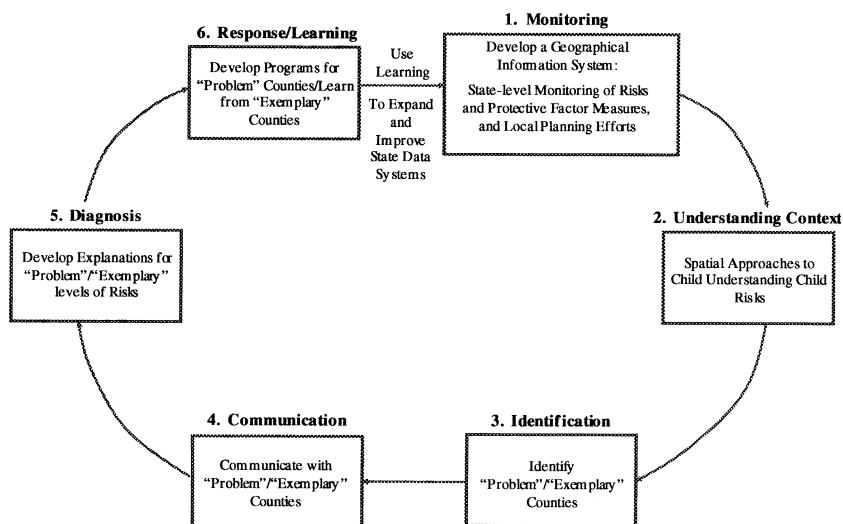 1. Monitoring
Develop a Geographical
Information System:
State-level Monitoring of Risks
and Protective Factor Measures,
and Local Planning Efforts
2. Understanding Context
Spatial Approaches to
Child Understanding Child
Risks
3. Identification
Identify
“Problem”/“Exemplary”
Counties
4. Communication
Communicate with
“Problem”/“Exemplary”
Counties
5. Diagnosis
Develop Explanations for
“Problem”/“Exemplary”
levels of Risks
6. Response/Learning
Develop Programs for
“Problem” Counties/Learn
from “Exemplary”
Counties
Use
Learning
To Expand
and
Improve
State Data
Systems